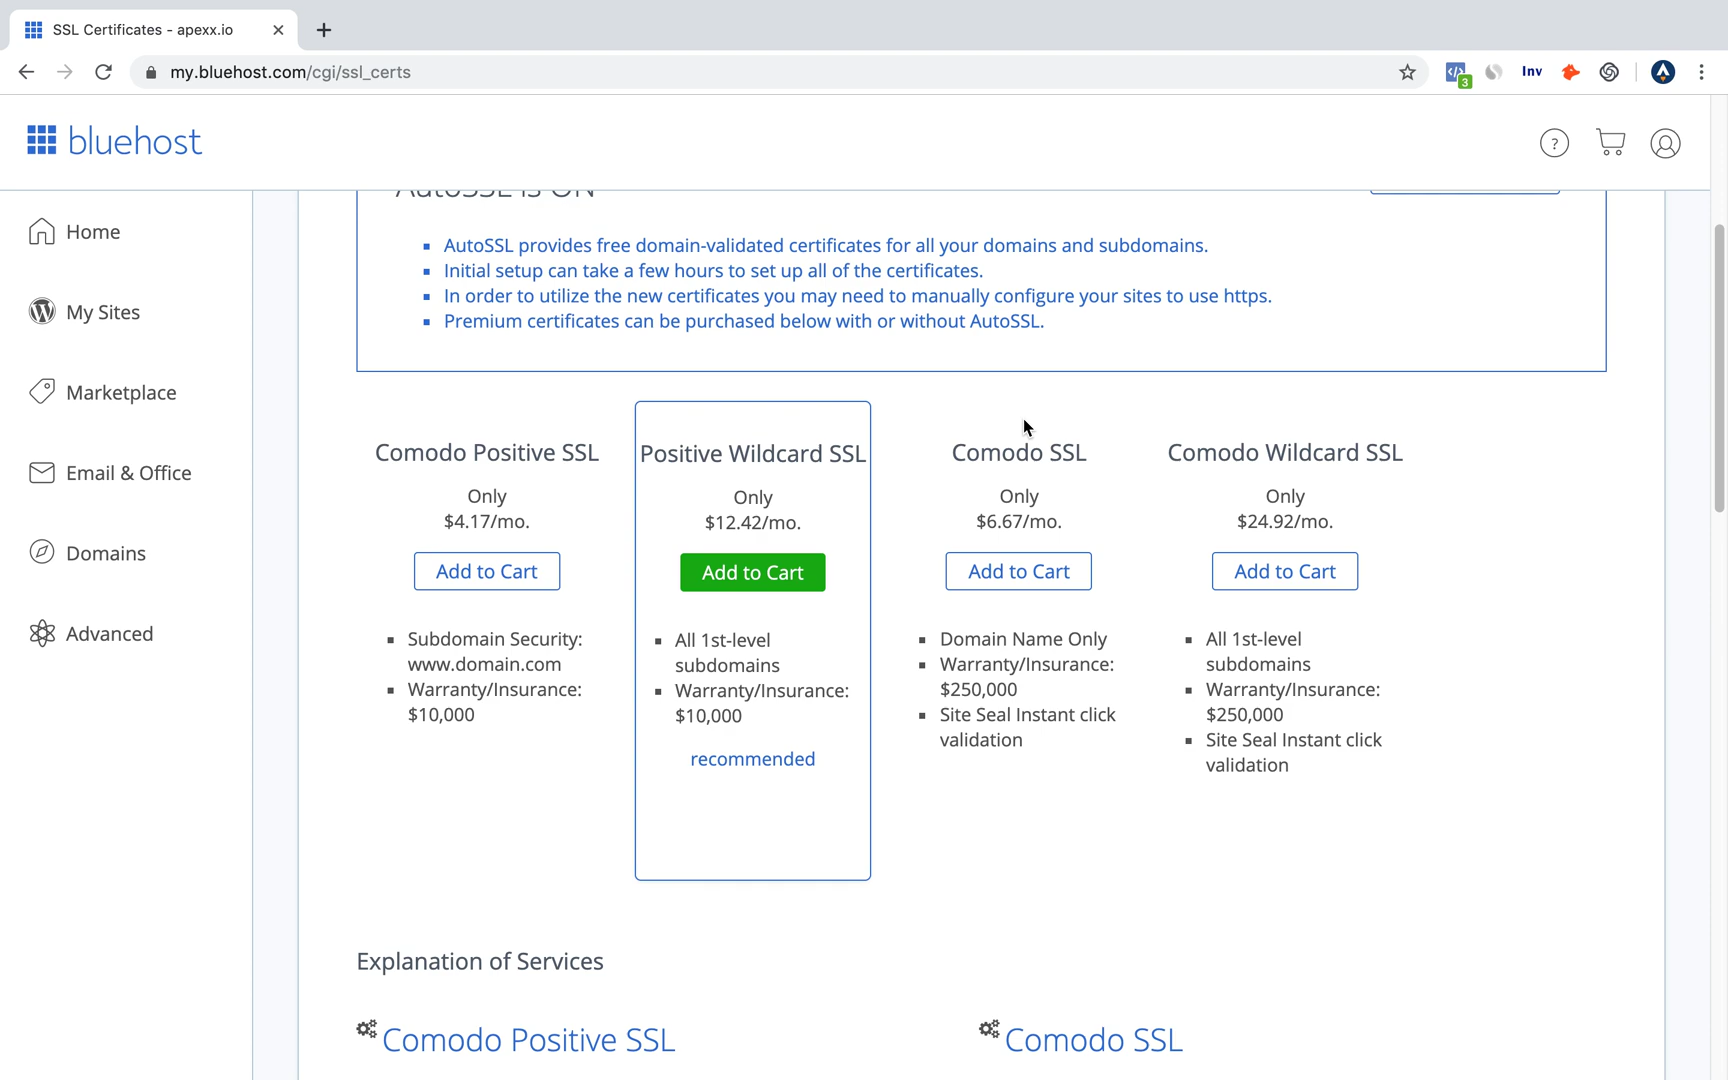 SSL Certificates - apexx.io
my.bluehost.com/cgi/ssl_certs
3
Inv
bluehost
?
AutoSSL is ON
Home
My Sites
Marketplace
Email & Office
Domains
Advanced
AutoSSL provides free domain-validated certificates for all your domains and subdomains.
Initial setup can take a few hours to set up all of the certificates.
In order to utilize the new certificates you may need to manually configure your sites to use https.
Premium certificates can be purchased below with or without AutoSSL.
Comodo Positive SSL
Only
$4.17/mo.
Add to Cart
Subdomain Security:
www.domain.com
Warranty/Insurance:
$10,000
Positive Wildcard SSL
Only
$12.42/mo.
Add to Cart
All 1st-level
subdomains
Warranty/Insurance:
$10,000
recommended
Comodo SSL
Only
$6.67/mo.
Add to Cart
Domain Name Only
Warranty/Insurance:
$250,000
Site Seal Instant click
validation
Comodo Wildcard SSL
Only
$24.92/mo.
Add to Cart
All 1st-level
subdomains
Warranty/Insurance:
$250,000
Site Seal Instant click
validation
Explanation of Services
Comodo Positive SSL
Comodo SSL